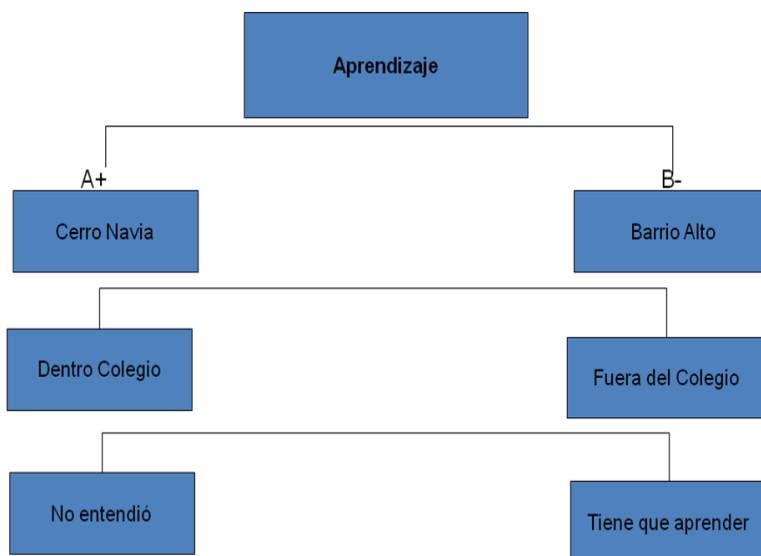 Aprendizaje
A+
B-
Cerro Navia
Barrio Alto
Dentro Colegio
Fuera del Colegio
No entendió
Tiene que aprender